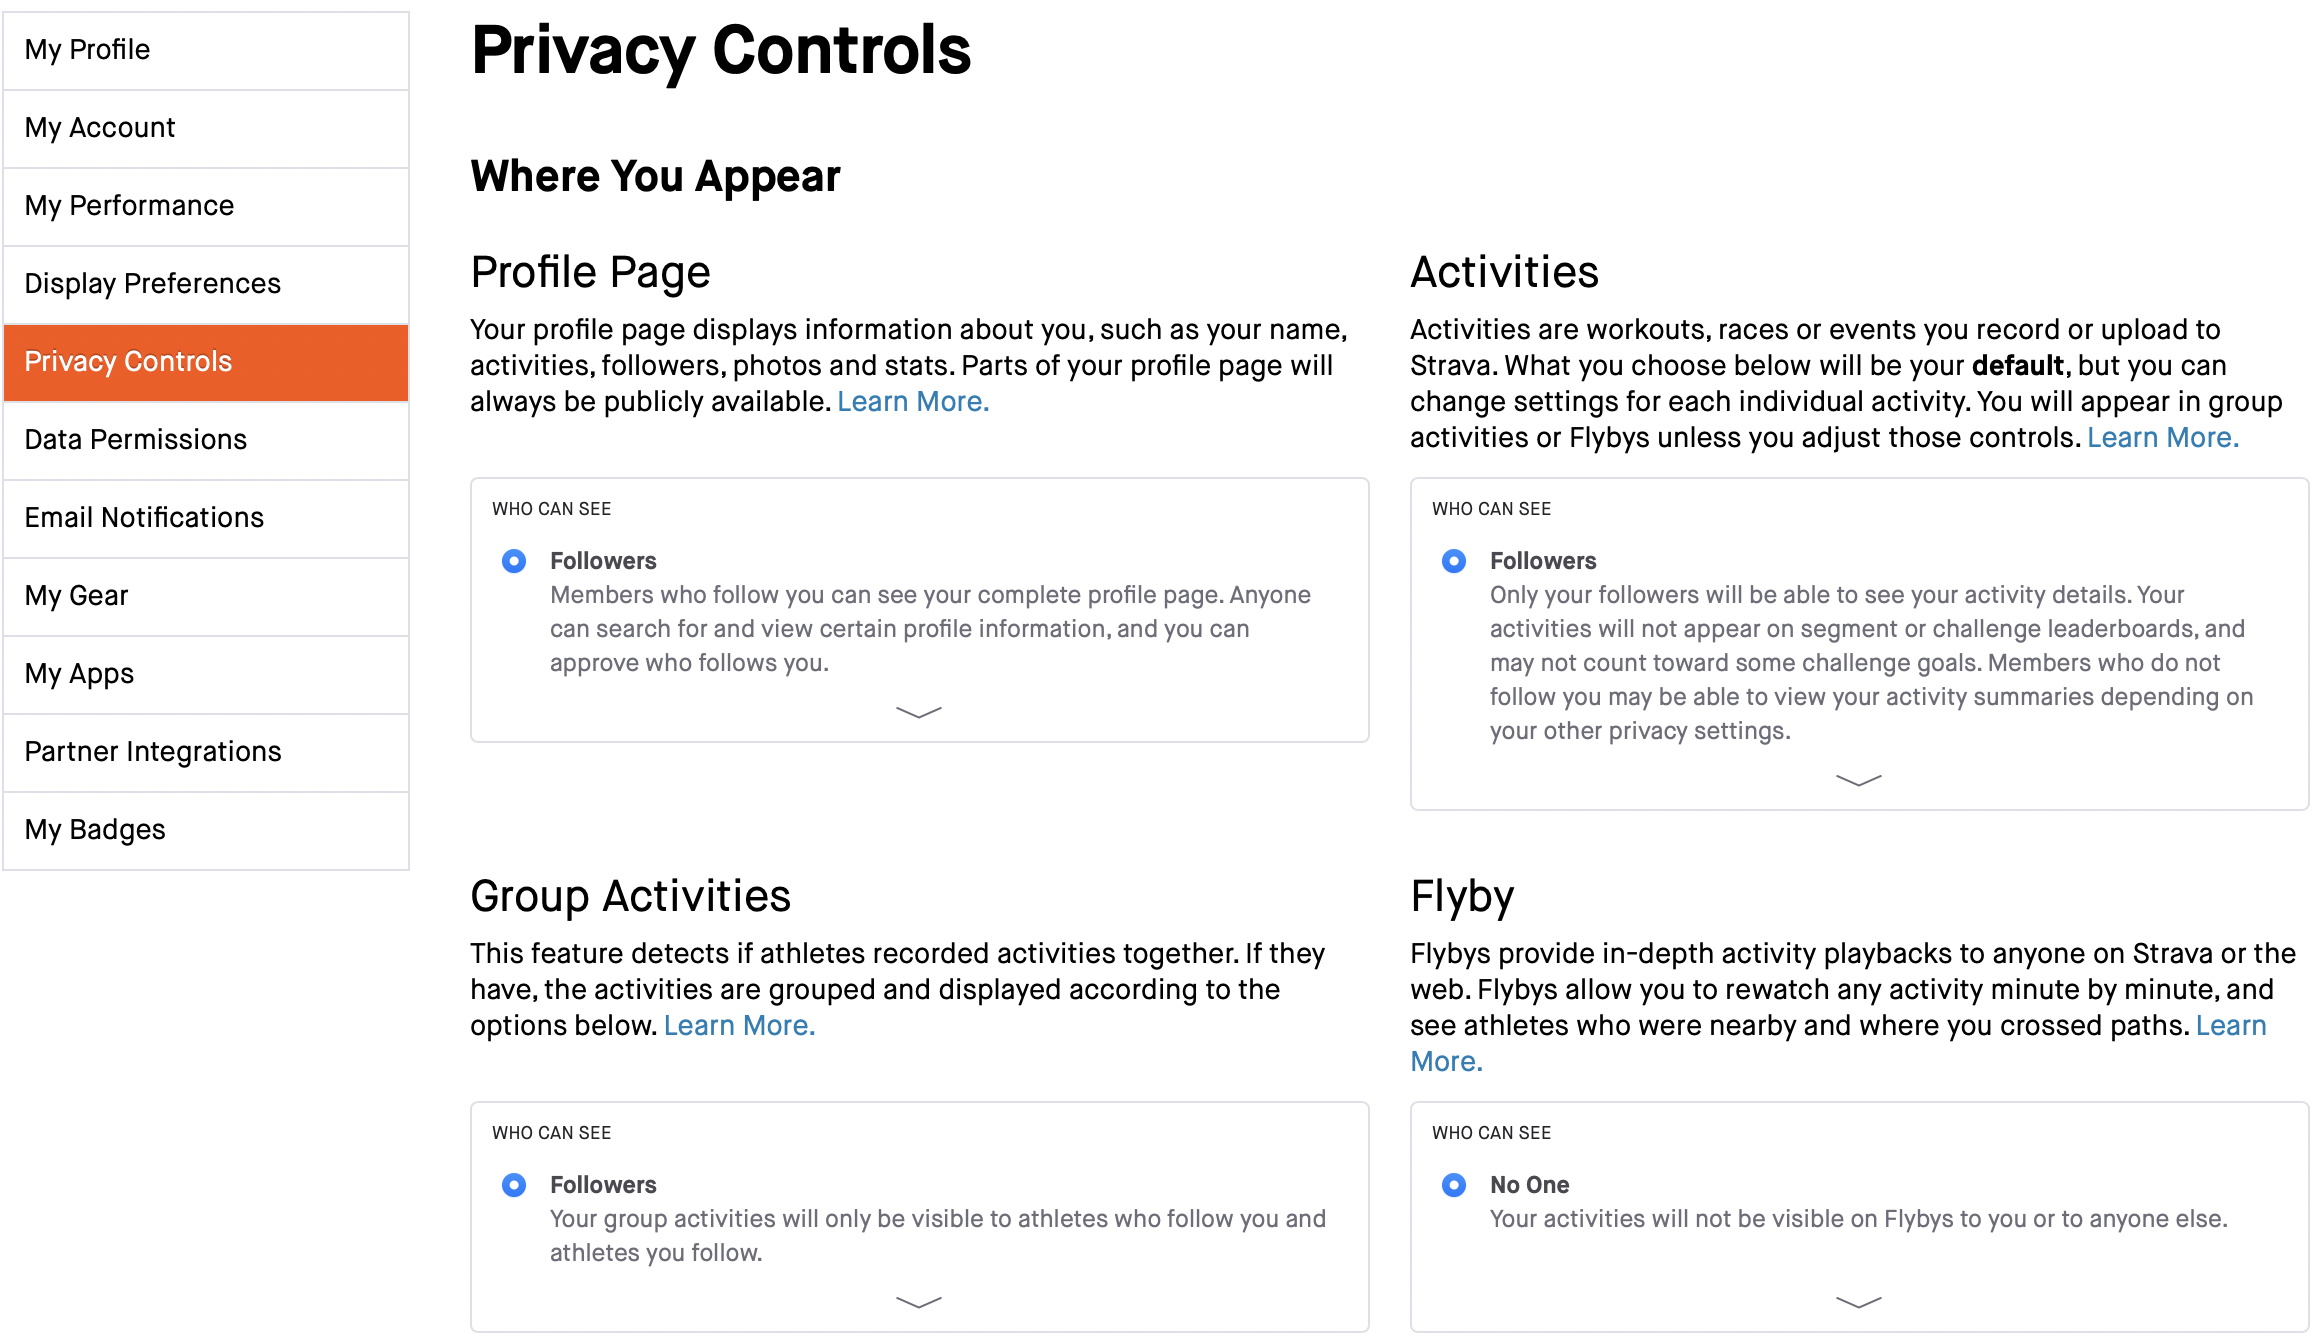 My Profile
My Account
My Performance
Display Preferences
Privacy Controls
Data Permissions
Email Notifications
My Gear
My Apps
Partner Integrations
My Badges
Privacy Controls
Where You Appear
Profile Page
Your profile page displays information about you, such as your name,
activities, followers, photos and stats. Parts of your profile page will
always be publicly available. Learn More.
WHO CAN SEE
Followers
Members who follow you can see your complete profile page. Anyone
can search for and view certain profile information, and you can
approve who follows you.
Activities
Activities are workouts, races or events you record or upload to
Strava. What you choose below will be your default, but you can
change settings for each individual activity. You will appear in group
activities or Flybys unless you adjust those controls. Learn More.
WHO CAN SEE
Followers
Only your followers will be able to see your activity details. Your
activities will not appear on segment or challenge leaderboards, and
may not count toward some challenge goals. Members who do not
follow you may be able to view your activity summaries depending on
your other privacy settings.
Group Activities
This feature detects if athletes recorded activities together. If they
have, the activities are grouped and displayed according to the
options below. Learn More.
WHO CAN SEE
Followers
Your group activities will only be visible to athletes who follow you and
athletes you follow.
Flyby
Flybys provide in-depth activity playbacks to anyone on Strava or the
web. Flybys allow you to rewatch any activity minute by minute, and
see athletes who were nearby and where you crossed paths. Learn
More.
WHO CAN SEE
No One
Your activities will not be visible on Flybys to you or to anyone else.